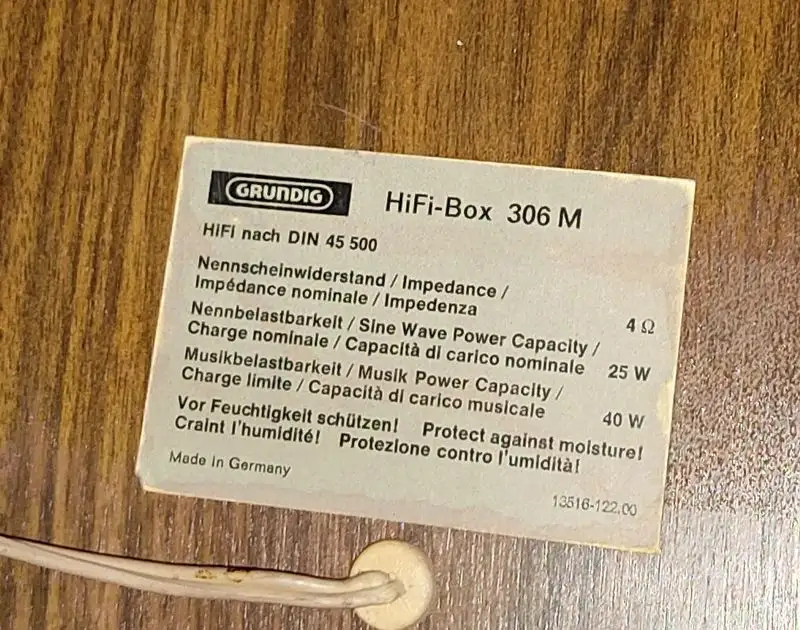 GRUNDIG HiFi-Box 306 M
HiFi nach DIN 45 500
Nennscheinwiderstand / Impedance /
Impédance nominale / Impedenza 4 Ω
Nennbelastbarkeit / Sine Wave Power Capacity /
Charge nominale / Capacità di carico nominale 25 W
Musikbelastbarkeit / Musik Power Capacity /
Charge limite / Capacità di carico musicale 40 W
Vor Feuchtigkeit schützen! Protect against moisture!
Craint l'humidité! Protezione contro l'umidità!
Made in Germany
13516-122.00